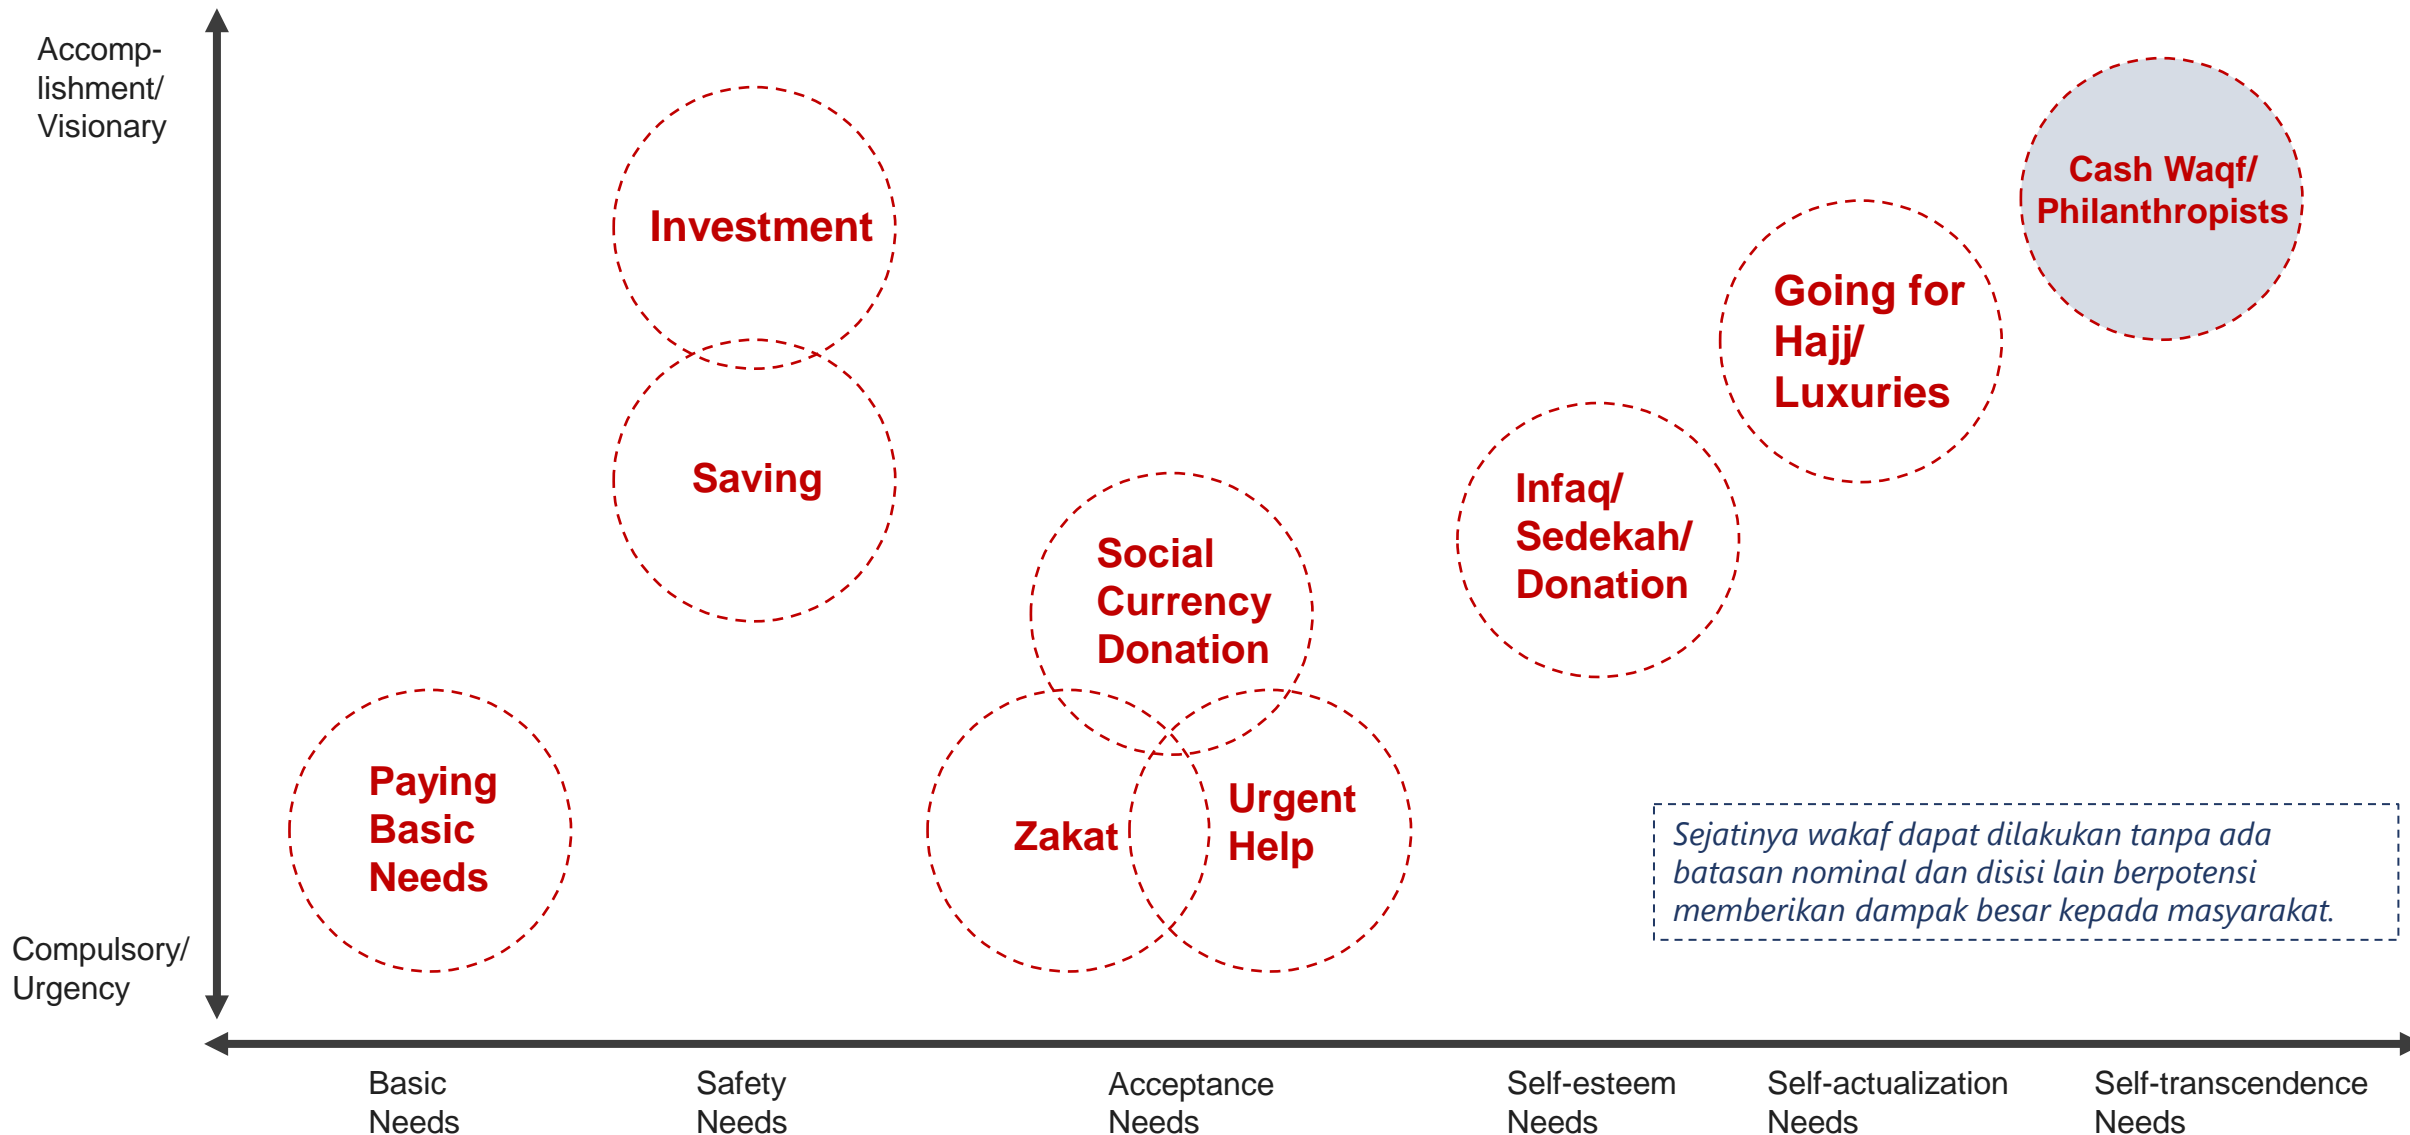 Accomp-
lishment/
Visionary
Investment
Cash Waqf/
Philanthropists
Going for
Hajj/
Luxuries
Saving
Infaq/
Sedekah/
Donation
Social
Currency
Donation
Paying
Basic
Needs
Zakat
Urgent
Help
Sejatinya wakaf dapat dilakukan tanpa ada
batasan nominal dan disisi lain berpotensi
memberikan dampak besar kepada masyarakat.
Compulsory/
Urgency
Basic
Needs
Safety
Needs
Acceptance
Needs
Self-esteem
Needs
Self-actualization
Needs
Self-transcendence
Needs